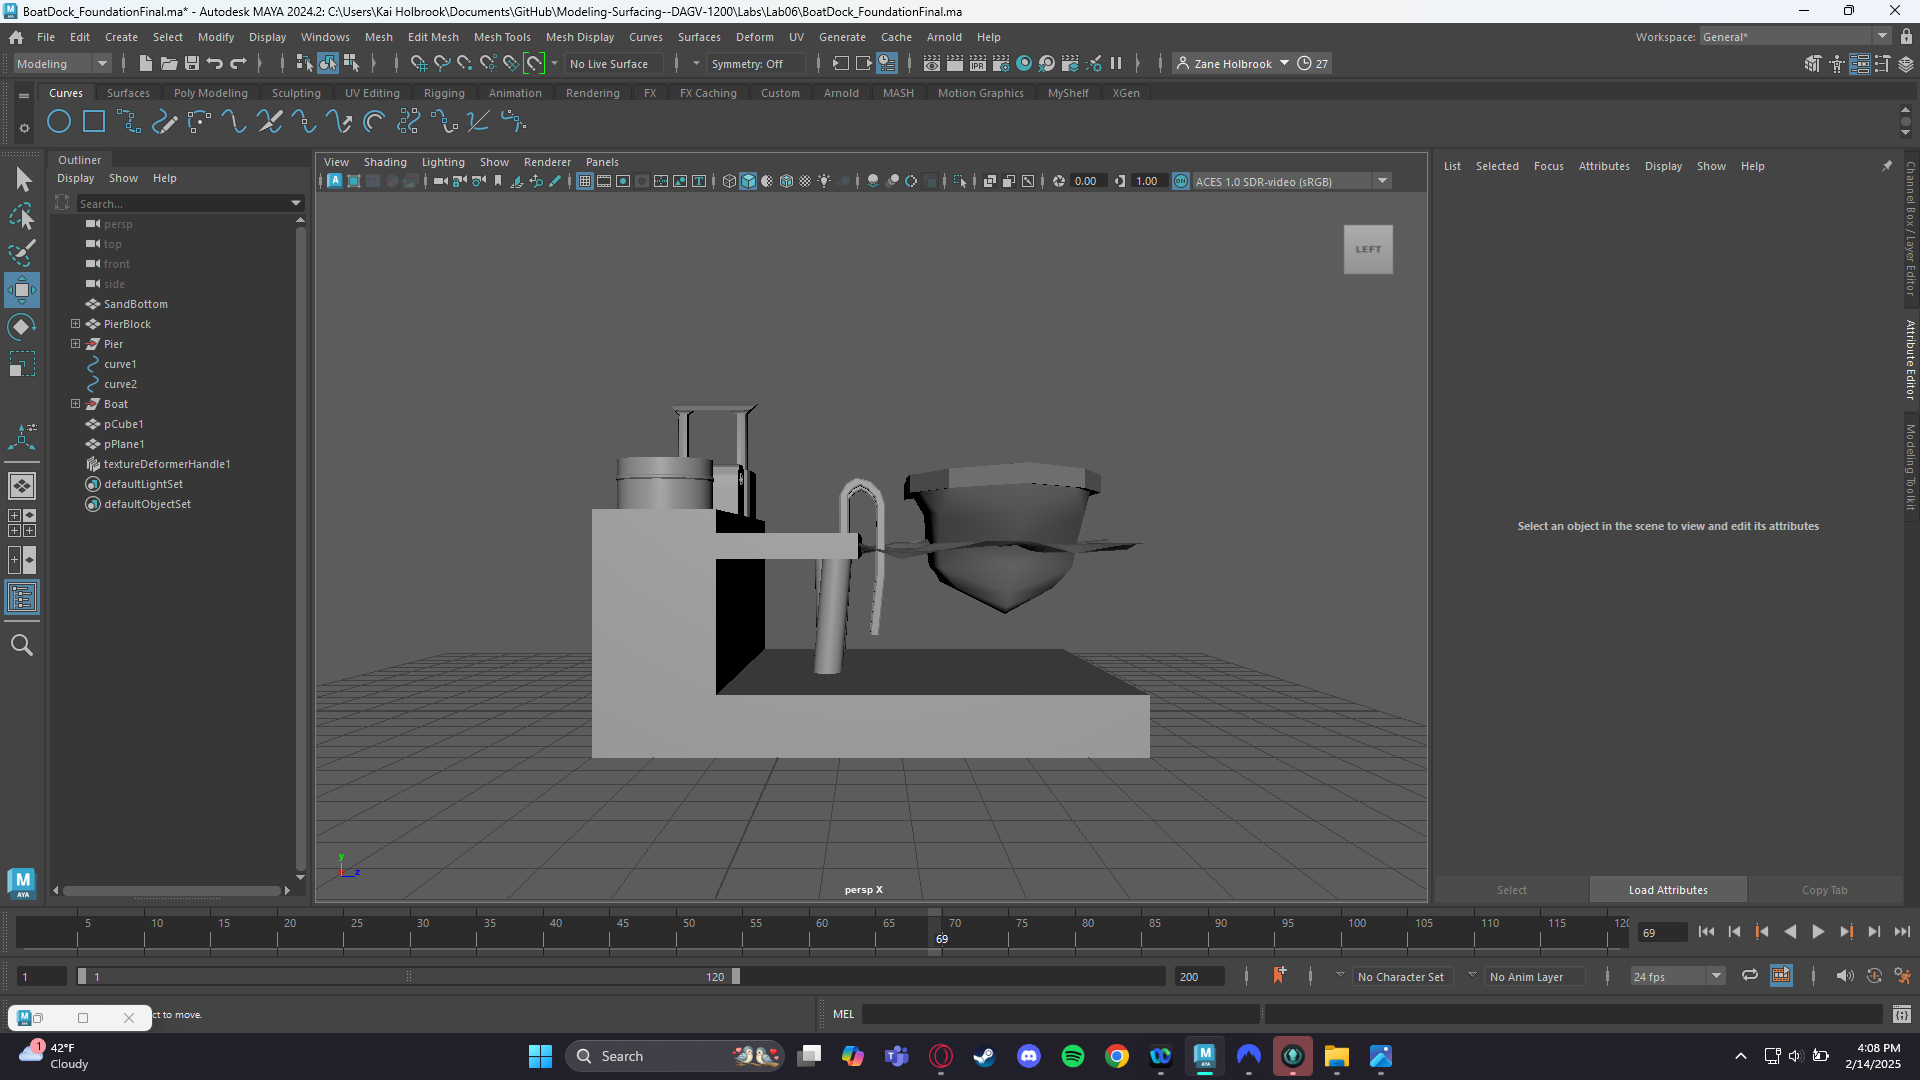 BoatDock_FoundationFinal.ma* - Autodesk MAYA 2024.2: C:\Users\Kai Holbrook\Documents\GitHub\Modeling-Surfacing--DAGV-1200\Labs\Lab06\BoatDock_FoundationFinal.ma
File Edit Create Select Modify Display Windows Mesh Edit Mesh Mesh Tools Mesh Display Curves Surfaces Deform UV Generate Cache Arnold Help
Workspace: General*
Modeling No Live Surface Symmetry: Off Zane Holbrook 27
Curves Surfaces Poly Modeling Sculpting UV Editing Rigging Animation Rendering FX FX Caching Custom Arnold MASH Motion Graphics MyShelf XGen
Outliner
Display Show Help
Search...
persp
top
front
side
SandBottom
PierBlock
Pier
curve1
curve2
Boat
pCube1
pPlane1
textureDeformerHandle1
defaultLightSet
defaultObjectSet
View Shading Lighting Show Renderer Panels
0.00 1.00 ACES 1.0 SDR-video (sRGB)
LEFT
y
z
persp X
List Selected Focus Attributes Display Show Help
Select an object in the scene to view and edit its attributes
Select Load Attributes Copy Tab
Channel Box / Layer Editor
Attribute Editor
Modeling Toolkit
5 10 15 20 25 30 35 40 45 50 55 60 65 70 75 80 85 90 95 100 105 110 115 120
69
69
1 1 120 200 No Character Set No Anim Layer 24 fps
ct to move.
MEL
M
AYA
1
42°F
Cloudy
Search
4:08 PM
2/14/2025